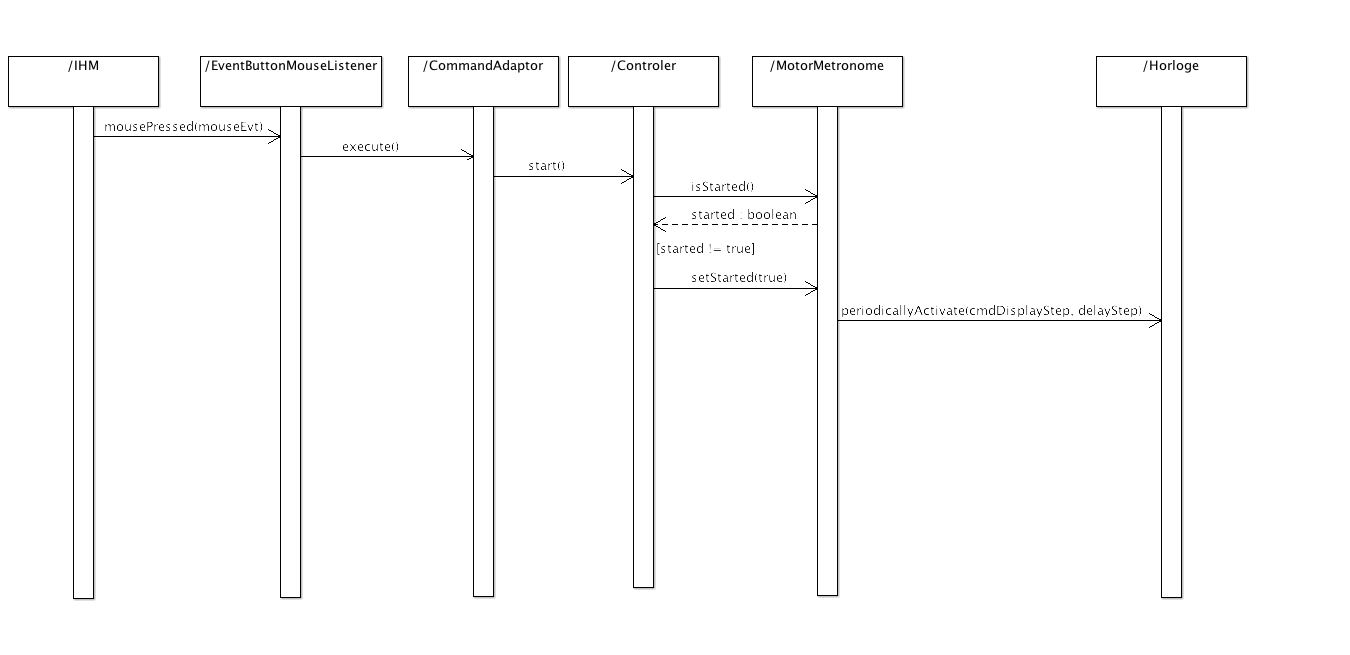 /IHM
/EventButtonMouseListener
/CommandAdaptor
/Controler
/MotorMetronome
/Horloge
mousePressed(mouseEvt)
execute()
start()
isStarted()
started : boolean
[started != true]
setStarted(true)
periodicallyActivate(cmdDisplayStep, delayStep)